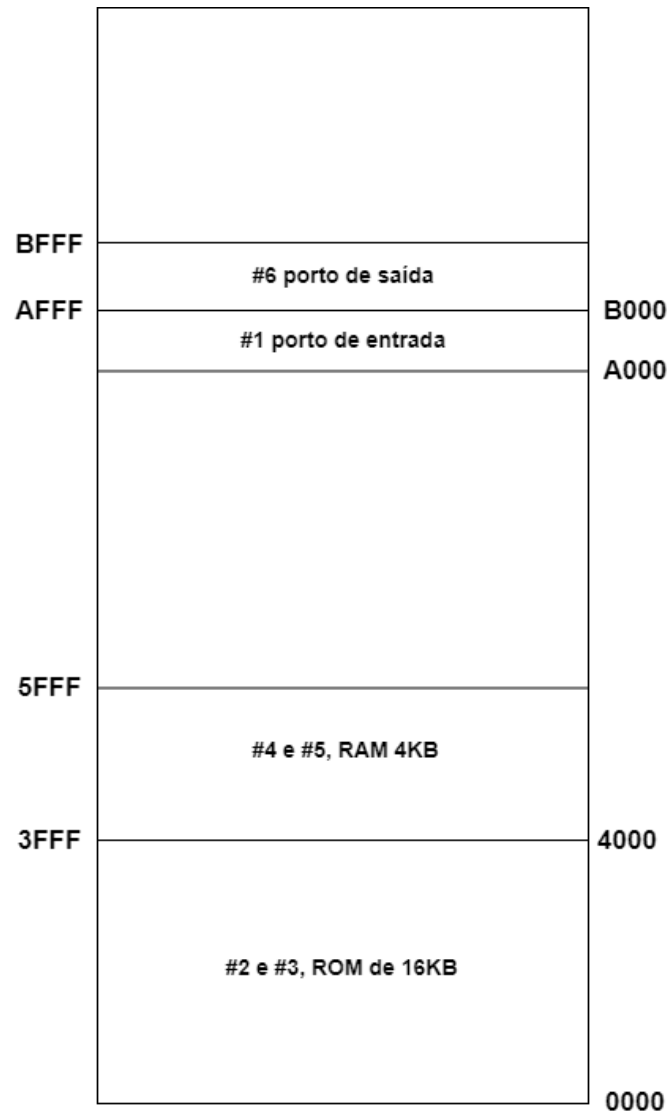 BFFF
#6 porto de saída
AFFF
B000
#1 porto de entrada
A000
5FFF
#4 e #5, RAM 4KB
3FFF
4000
#2 e #3, ROM de 16KB
0000